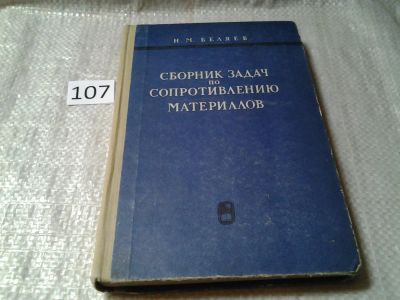 Н. М. БЕЛЯЕВ
СБОРНИК ЗАДАЧ
ПО
СОПРОТИВЛЕНИЮ
МАТЕРИАЛОВ
107